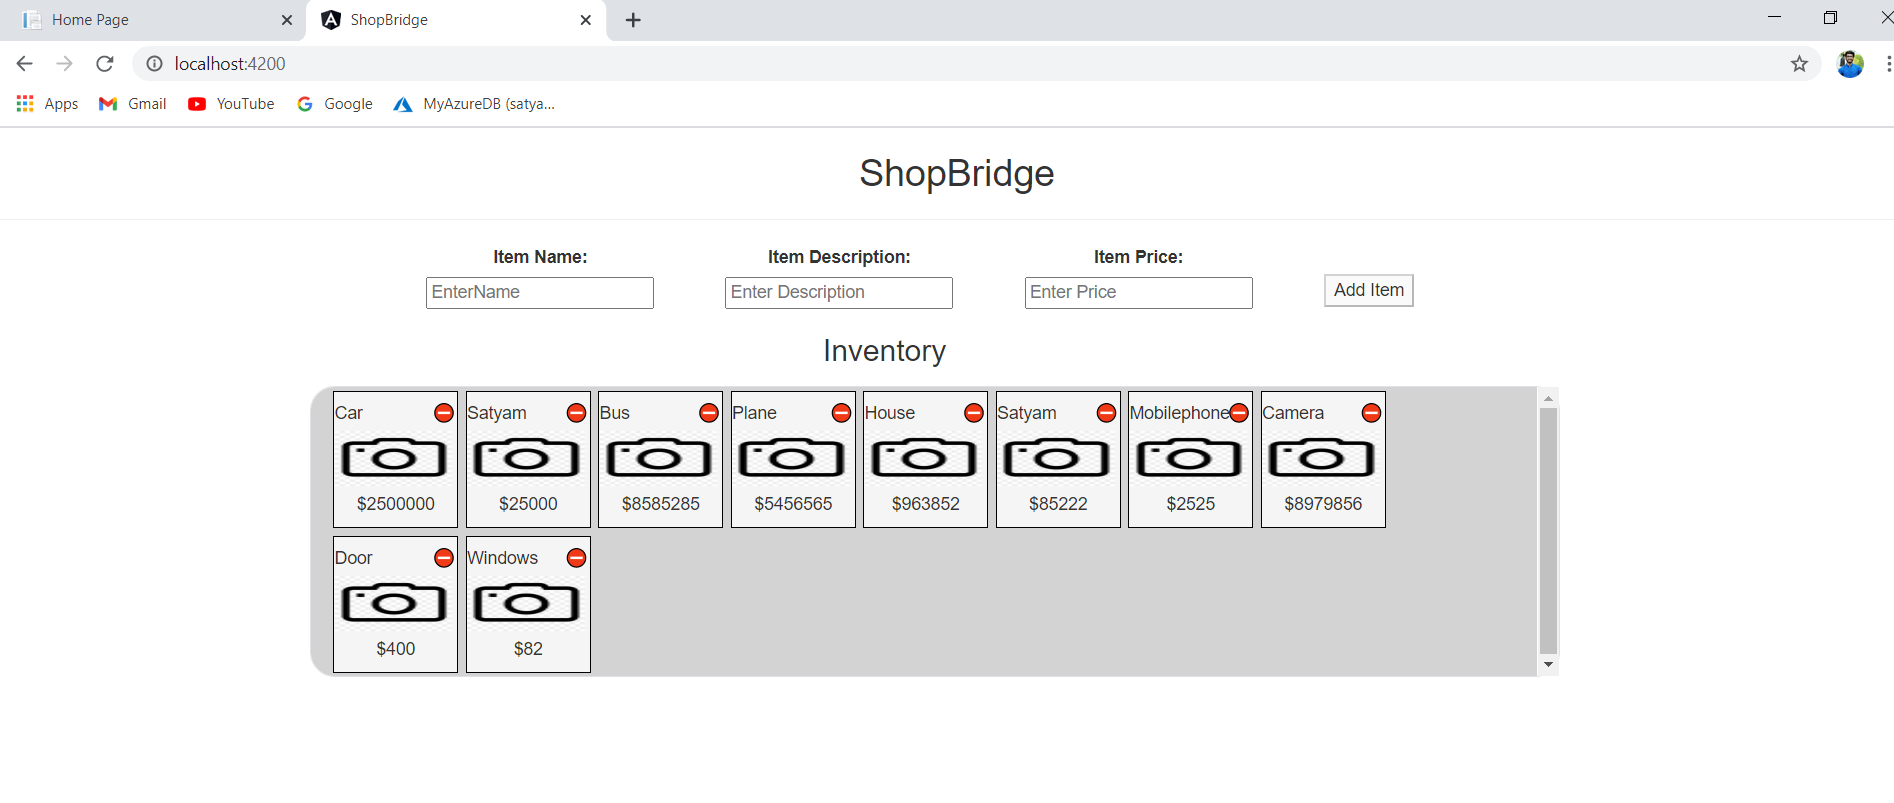 Home Page
ShopBridge
localhost:4200
Apps Gmail YouTube Google MyAzureDB (satya...
ShopBridge
Item Name: Item Description: Item Price:
EnterName Enter Description Enter Price Add Item
Inventory
Car Satyam Bus Plane House Satyam Mobilephone Camera
$2500000 $25000 $8585285 $5456565 $963852 $85222 $2525 $8979856
Door Windows
$400 $82